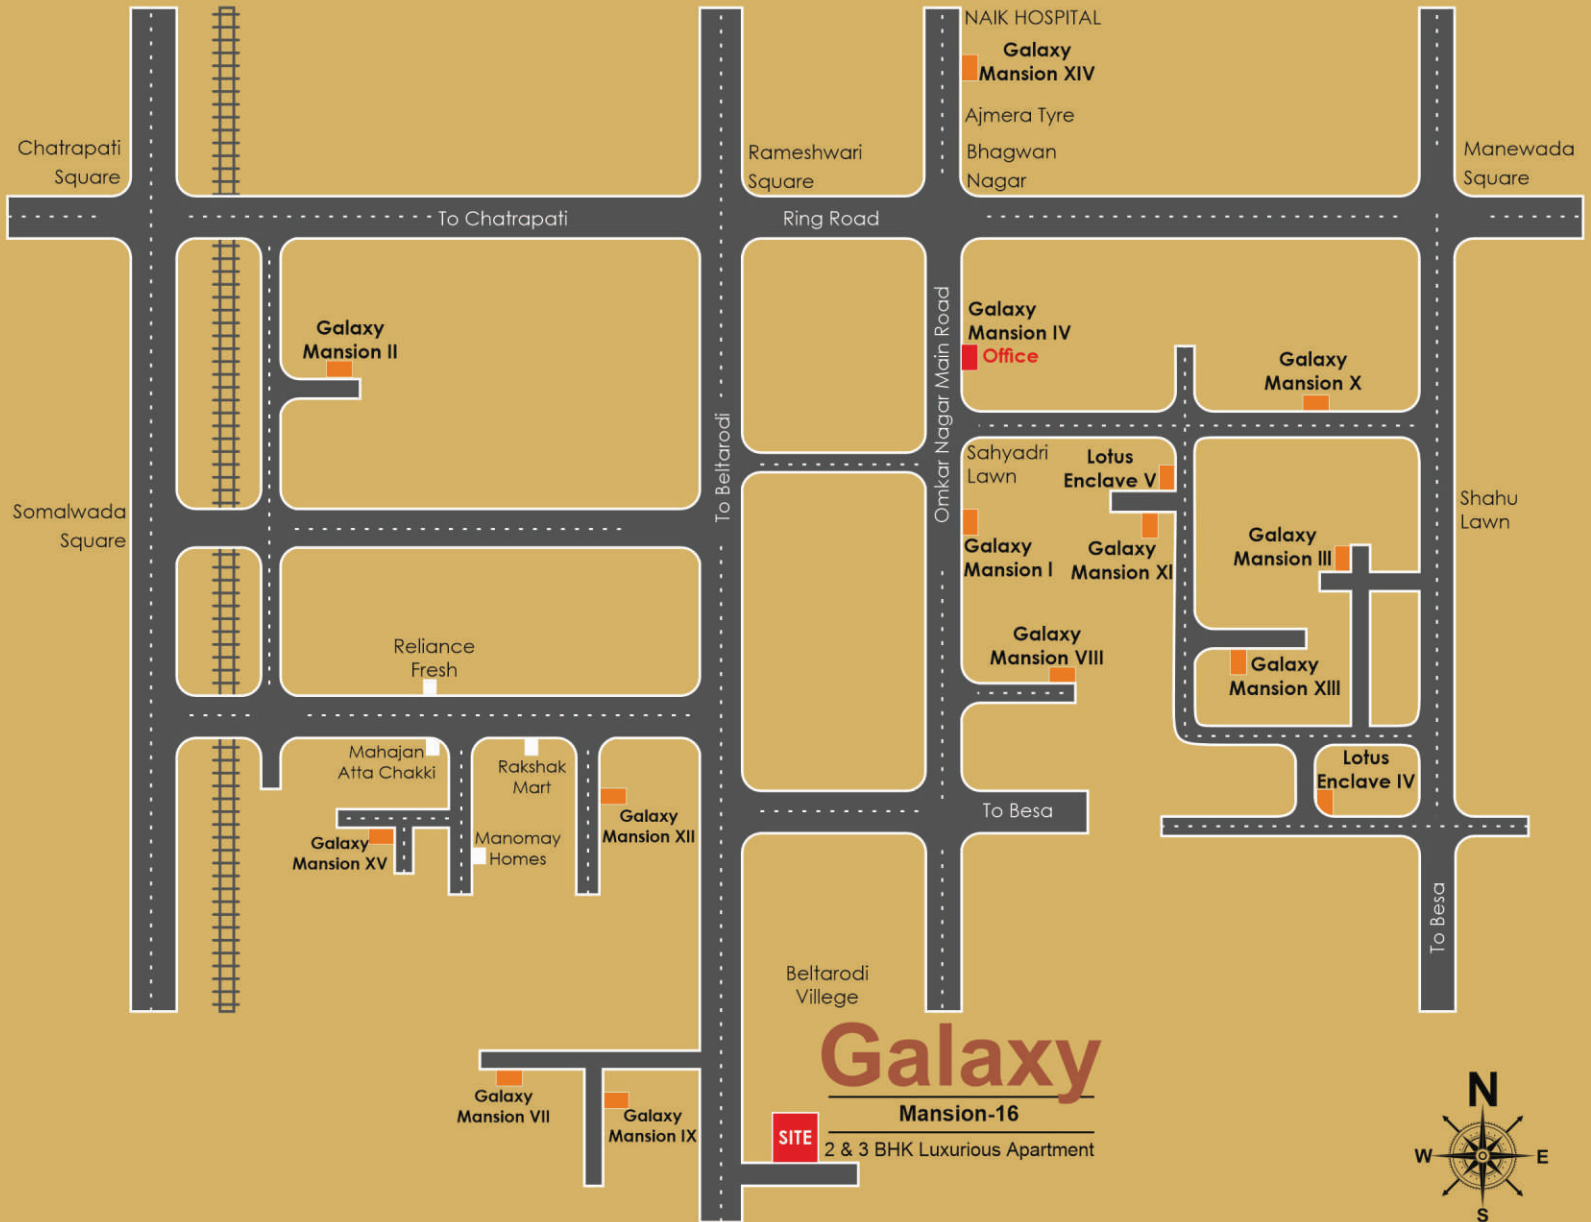 NAIK HOSPITAL
Galaxy
Mansion XIV
Ajmera Tyre
Bhagwan
Nagar
Chatrapati
Square
Rameshwari
Square
Manewada
Square
To Chatrapati
Ring Road
Galaxy
Mansion II
Omkar Nagar Main Road
Galaxy
Mansion IV
Office
Galaxy
Mansion X
To Beltarodi
Sahyadri
Lawn
Lotus
Enclave V
Somalwada
Square
Shahu
Lawn
Galaxy
Mansion I
Galaxy
Mansion XI
Galaxy
Mansion III
Reliance
Fresh
Galaxy
Mansion VIII
Galaxy
Mansion XIII
Mahajan
Atta Chakki
Rakshak
Mart
Lotus
Enclave IV
Galaxy
Mansion XII
To Besa
Galaxy
Mansion XV
Manomay
Homes
To Besa
Beltarodi
Villege
Galaxy
Mansion-16
2 & 3 BHK Luxurious Apartment
SITE
Galaxy
Mansion VII
Galaxy
Mansion IX
N
W
E
S